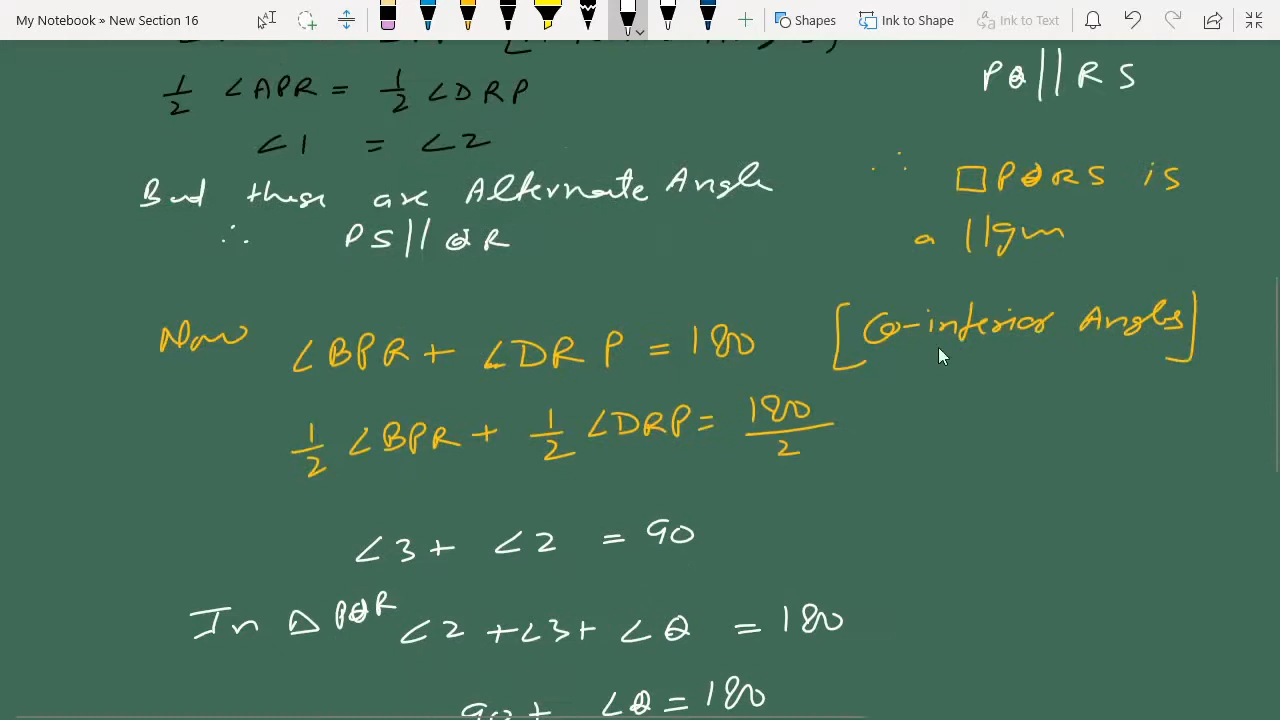 My Notebook » New Section 16
Shapes
Ink to Shape
Ink to Text
1/2 ∠APR = 1/2 ∠DRP
∠1 = ∠2
But these are Alternate Angle
∴ PS||QR
PQ||RS
∴ □PQRS is
a ||gm
Now ∠BPR + ∠DRP = 180 [Co-interior Angles]
1/2 ∠BPR + 1/2 ∠DRP = 180/2
∠3 + ∠2 = 90
In △PQR ∠2 + ∠3 + ∠Q = 180
90 + ∠Q = 180